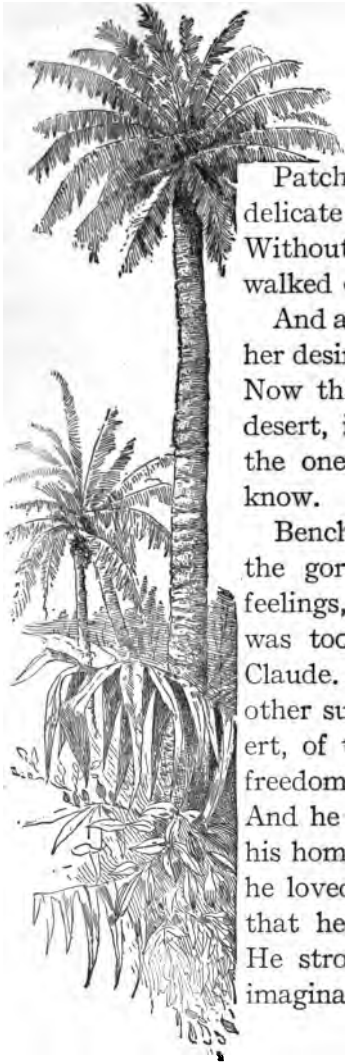 Patch
delicate
Without
walked
And a
her desir
Now th
desert, i
the one
know.
Bench
the gor
feelings,
was too
Claude.
other su
ert, of t
freedom
And he
his hom
he loved
that he
He stro
imagina